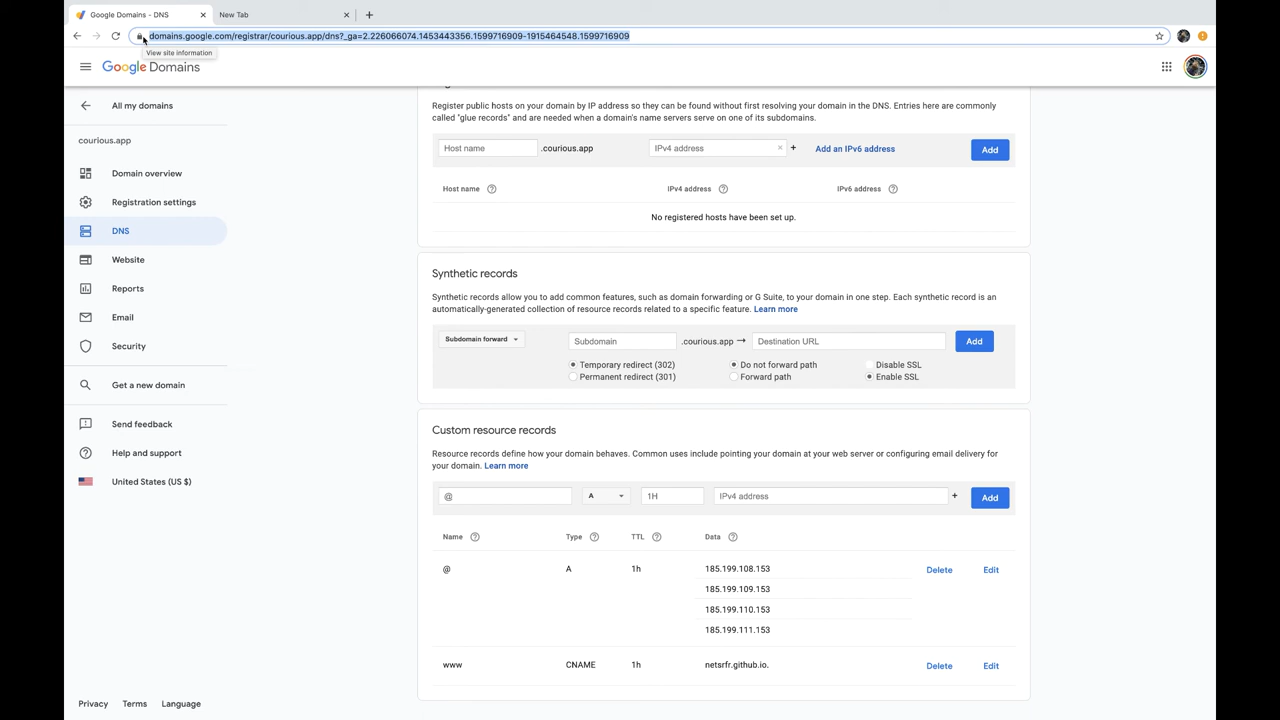 Google Domains - DNS
New Tab
domains.google.com/registrar/courious.app/dns?_ga=2.226066074.1453443356.1599716909-1915464548.1599716909
View site information
Google Domains
All my domains
courious.app
Domain overview
Registration settings
DNS
Website
Reports
Email
Security
Get a new domain
Send feedback
Help and support
United States (US $)
Privacy Terms Language
Register public hosts on your domain by IP address so they can be found without first resolving your domain in the DNS. Entries here are commonly
called "glue records" and are needed when a domain's name servers serve on one of its subdomains.
Host name .courious.app IPv4 address × + Add an IPv6 address Add
Host name IPv4 address IPv6 address
No registered hosts have been set up.
Synthetic records
Synthetic records allow you to add common features, such as domain forwarding or G Suite, to your domain in one step. Each synthetic record is an
automatically-generated collection of resource records related to a specific feature. Learn more
Subdomain forward Subdomain .courious.app → Destination URL Add
Temporary redirect (302) Do not forward path Disable SSL
Permanent redirect (301) Forward path Enable SSL
Custom resource records
Resource records define how your domain behaves. Common uses include pointing your domain at your web server or configuring email delivery for
your domain. Learn more
@ A 1H IPv4 address + Add
Name Type TTL Data
@ A 1h 185.199.108.153 Delete Edit
185.199.109.153
185.199.110.153
185.199.111.153
www CNAME 1h netsrfr.github.io. Delete Edit